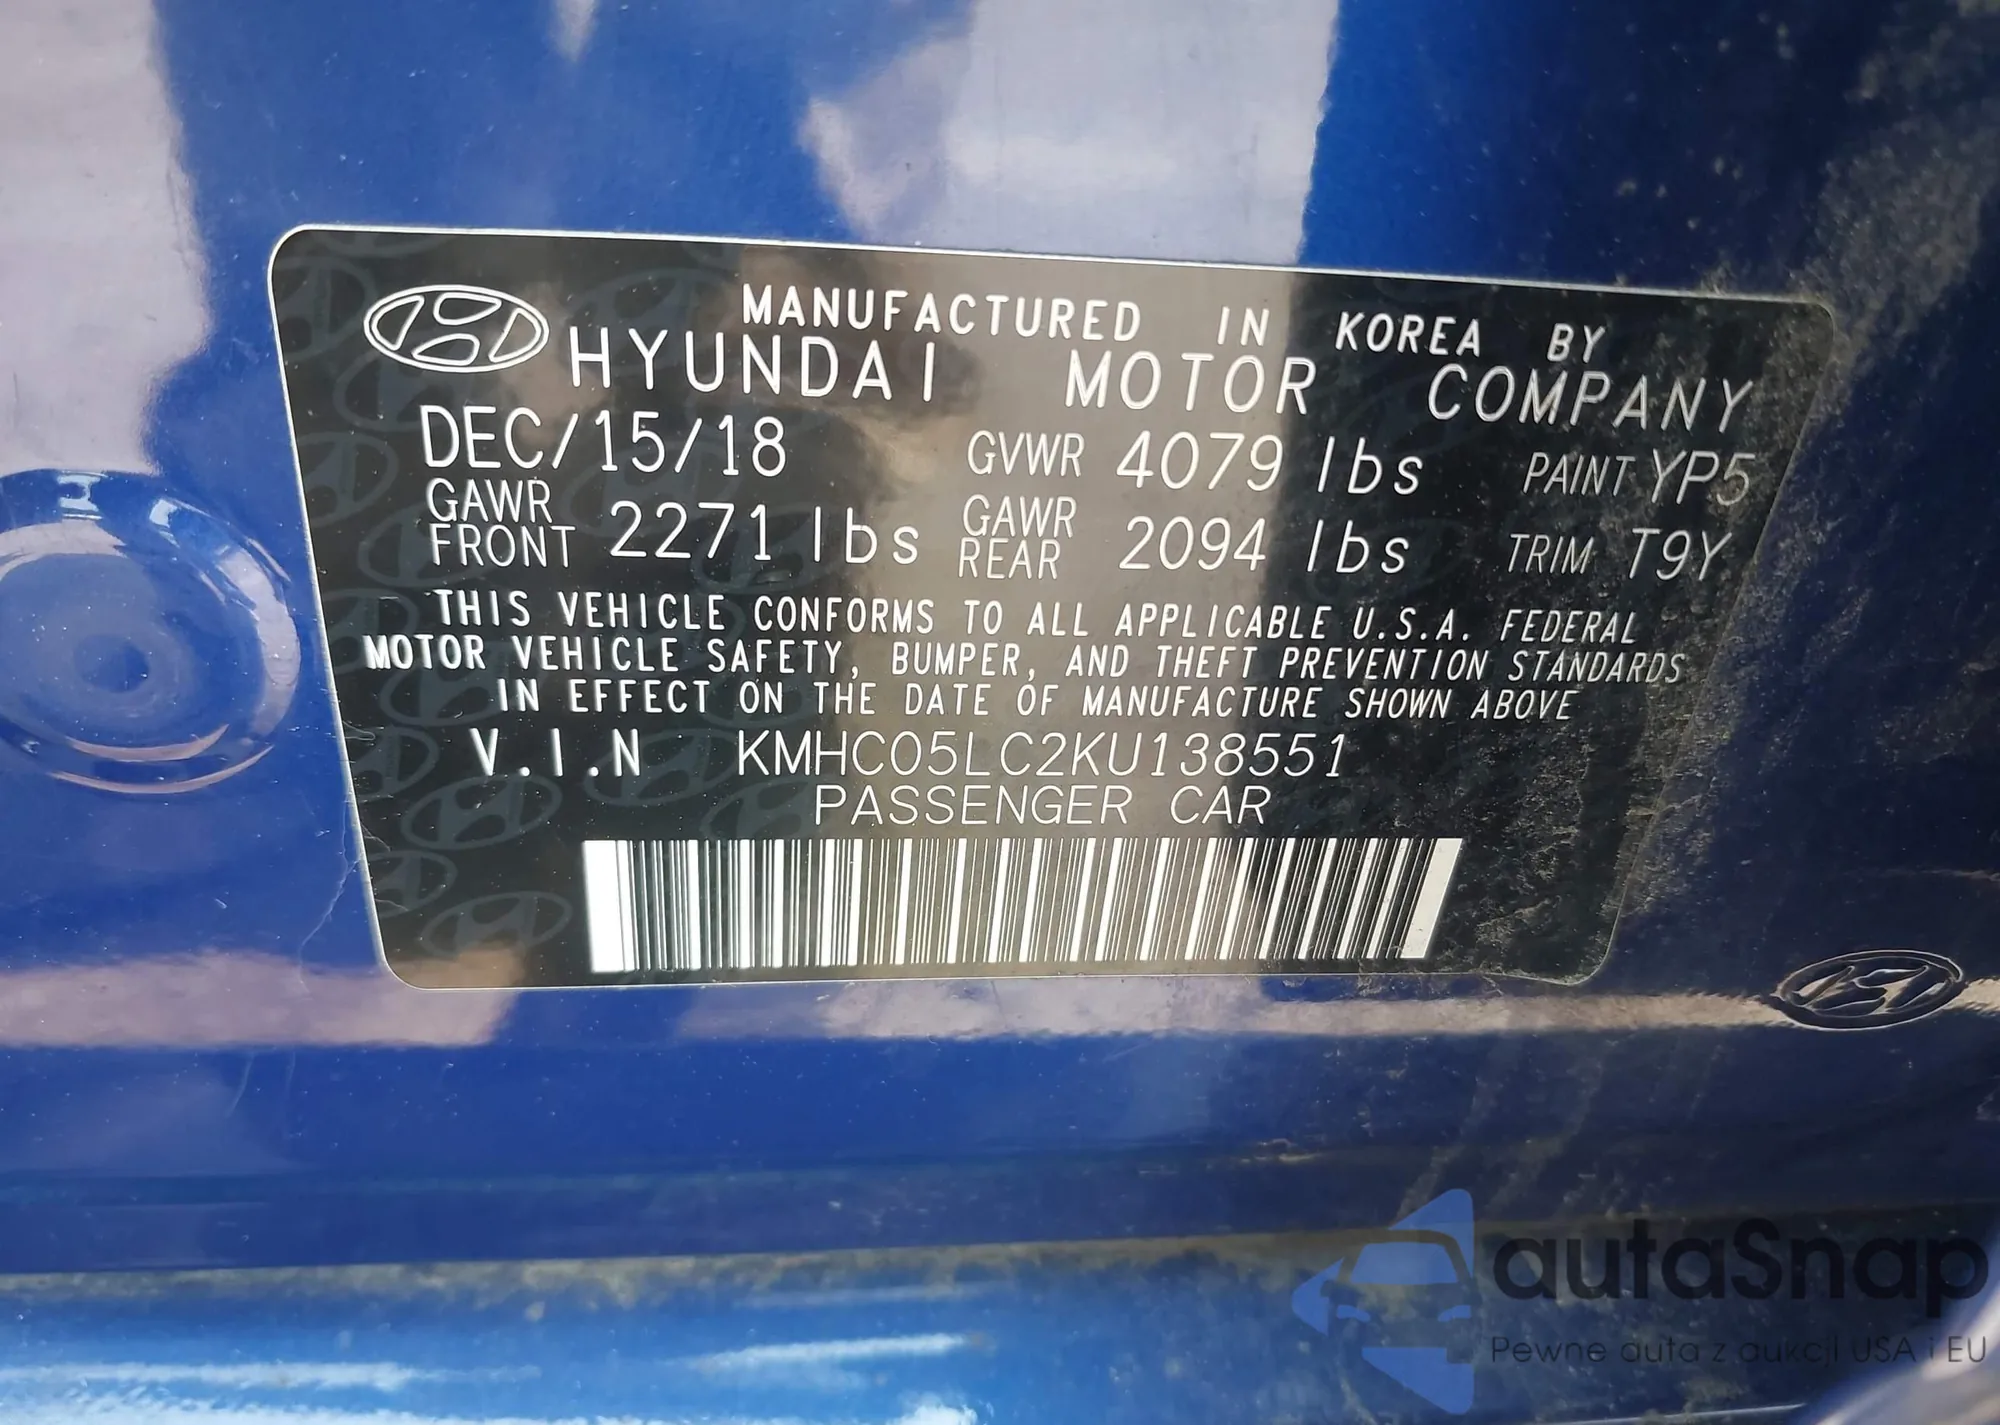 MANUFACTURED IN KOREA BY
HYUNDAI MOTOR COMPANY
DEC/15/18 GVWR 4079 lbs PAINT YP5
GAWR FRONT 2271 lbs GAWR REAR 2094 lbs TRIM T9Y
THIS VEHICLE CONFORMS TO ALL APPLICABLE U.S.A. FEDERAL
MOTOR VEHICLE SAFETY, BUMPER, AND THEFT PREVENTION STANDARDS
IN EFFECT ON THE DATE OF MANUFACTURE SHOWN ABOVE
V.I.N KMHC05LC2KU138551
PASSENGER CAR
autaSnap
Pewne auta z aukcji USA i EU